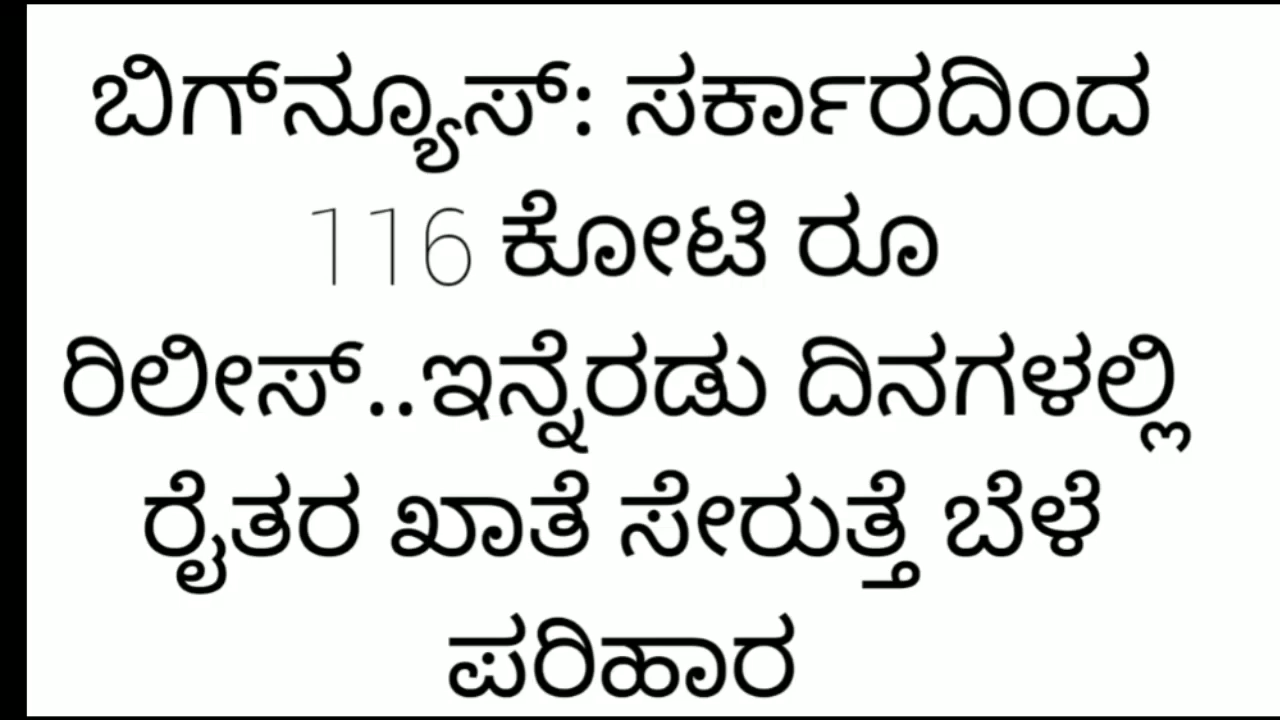 ಬಿಗ್‌ನ್ಯೂಸ್: ಸರ್ಕಾರದಿಂದ
116 ಕೋಟಿ ರೂ
ರಿಲೀಸ್..ಇನ್ನೆರಡು ದಿನಗಳಲ್ಲಿ
ರೈತರ ಖಾತೆ ಸೇರುತ್ತೆ ಬೆಳೆ
ಪರಿಹಾರ